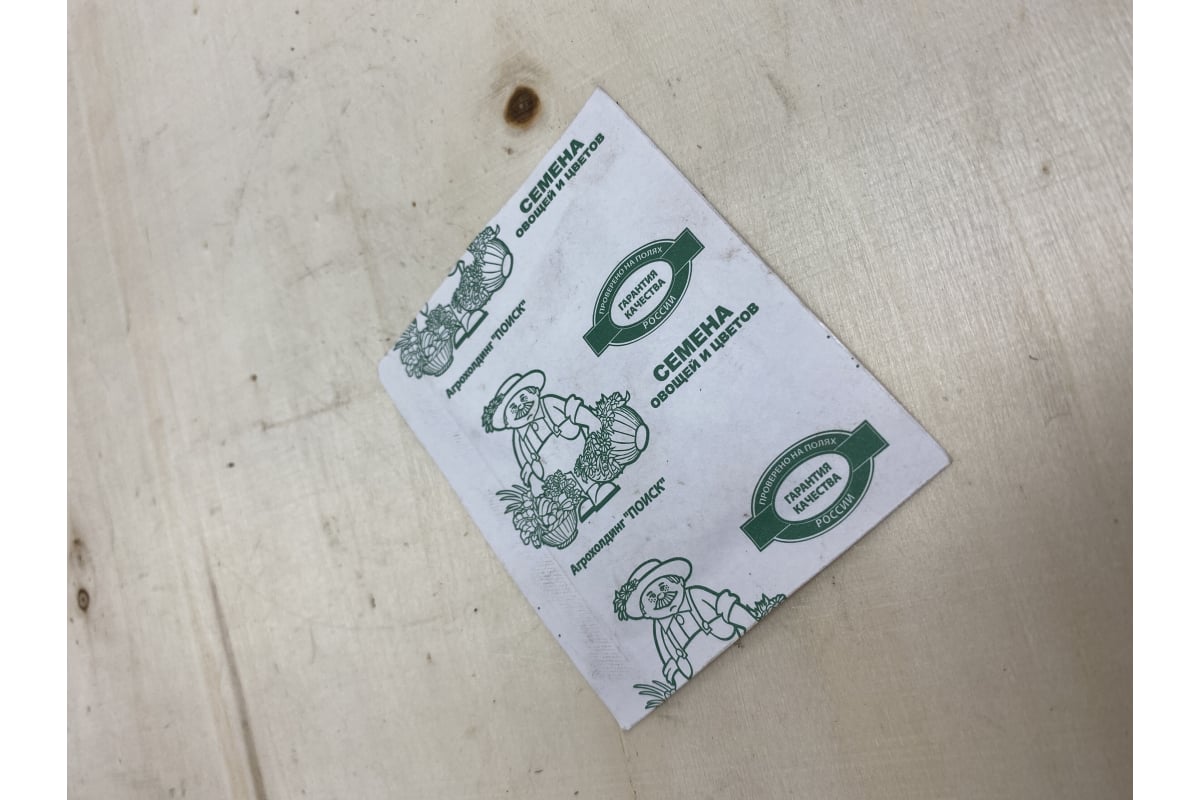 СЕМЕНА
ОВОЩЕЙ И ЦВЕТОВ
Агрохолдинг "ПОИСК"
ПРОВЕРЕНО НА ПОЛЯХ
ГАРАНТИЯ
КАЧЕСТВА
РОССИИ
СЕМЕНА
ОВОЩЕЙ И ЦВЕТОВ
Агрохолдинг "ПОИСК"
ПРОВЕРЕНО НА ПОЛЯХ
ГАРАНТИЯ
КАЧЕСТВА
РОССИИ